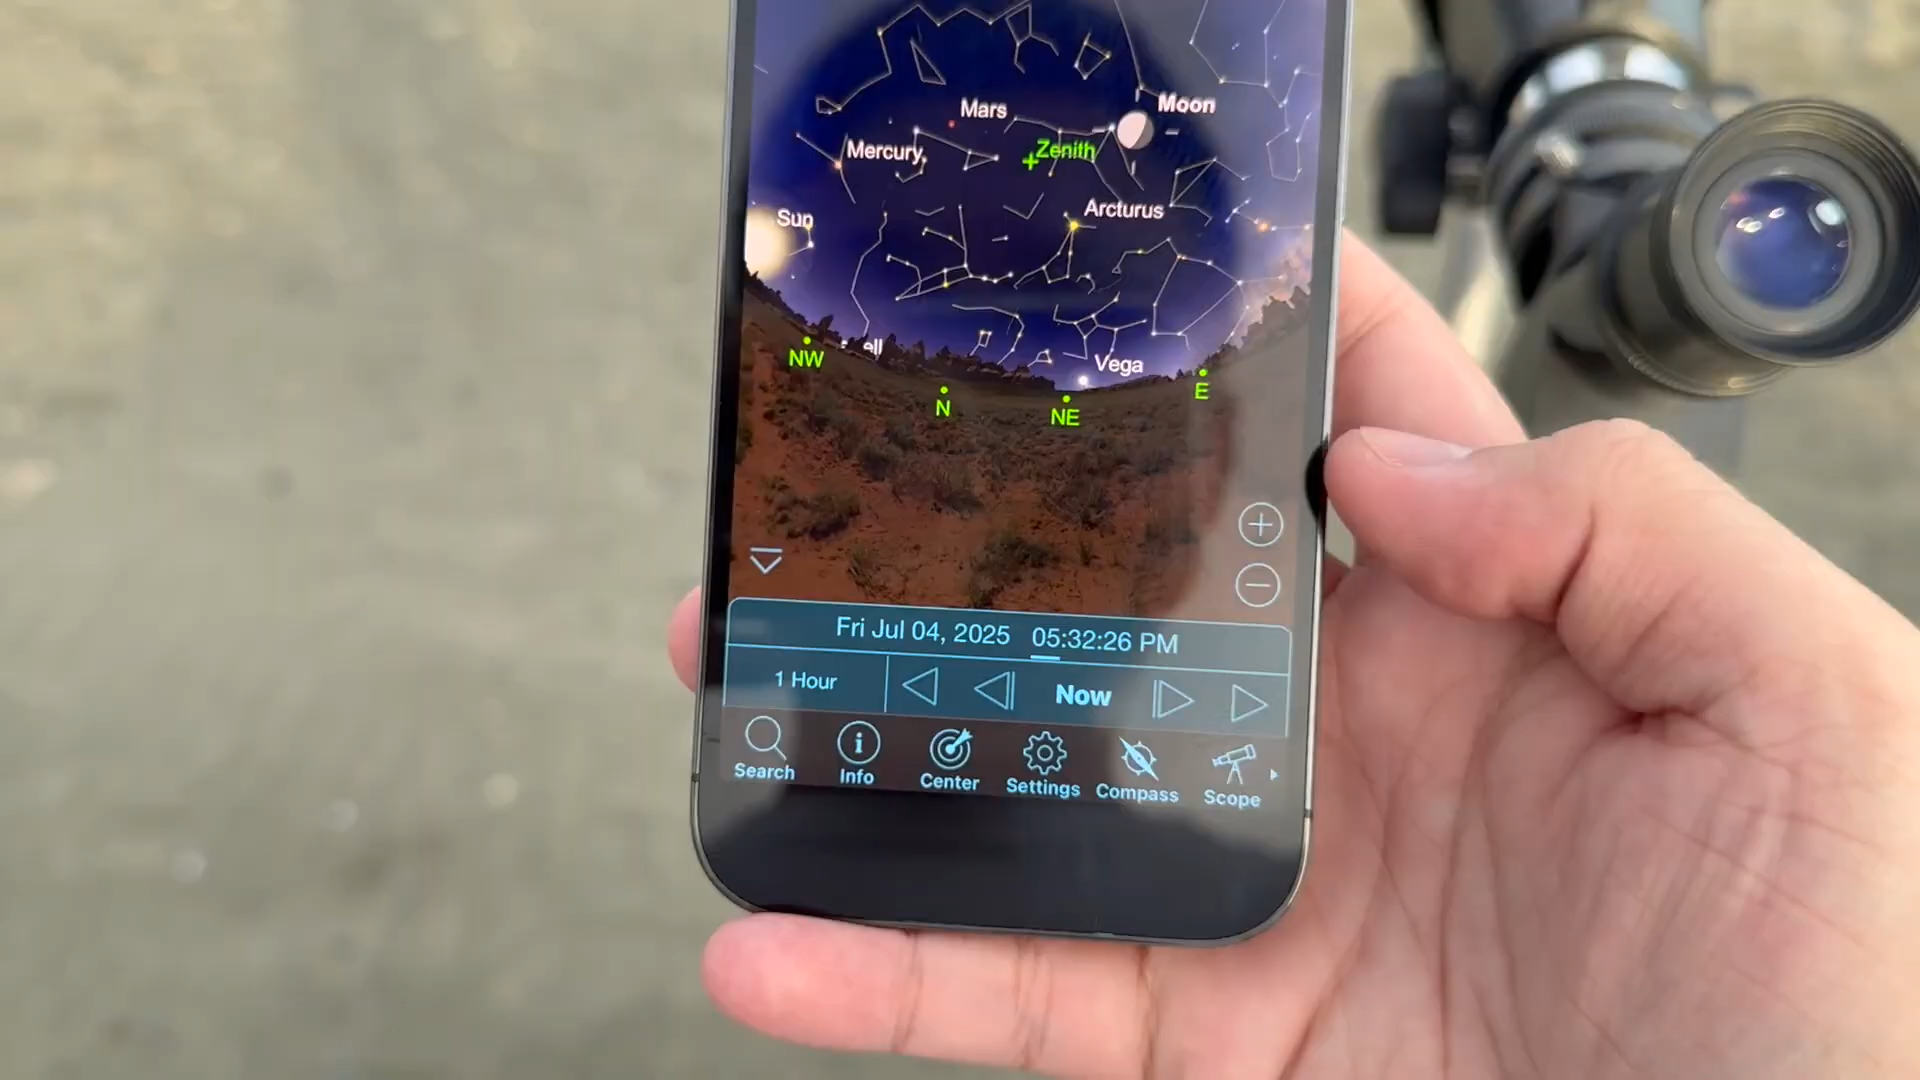 Moon
Mars
Zenith
Mercury
Arcturus
Sun
NW
Vega
E
N
NE
Fri Jul 04, 2025 05:32:26 PM
1 Hour
Now
Search
Info
Center
Settings
Compass
Scope